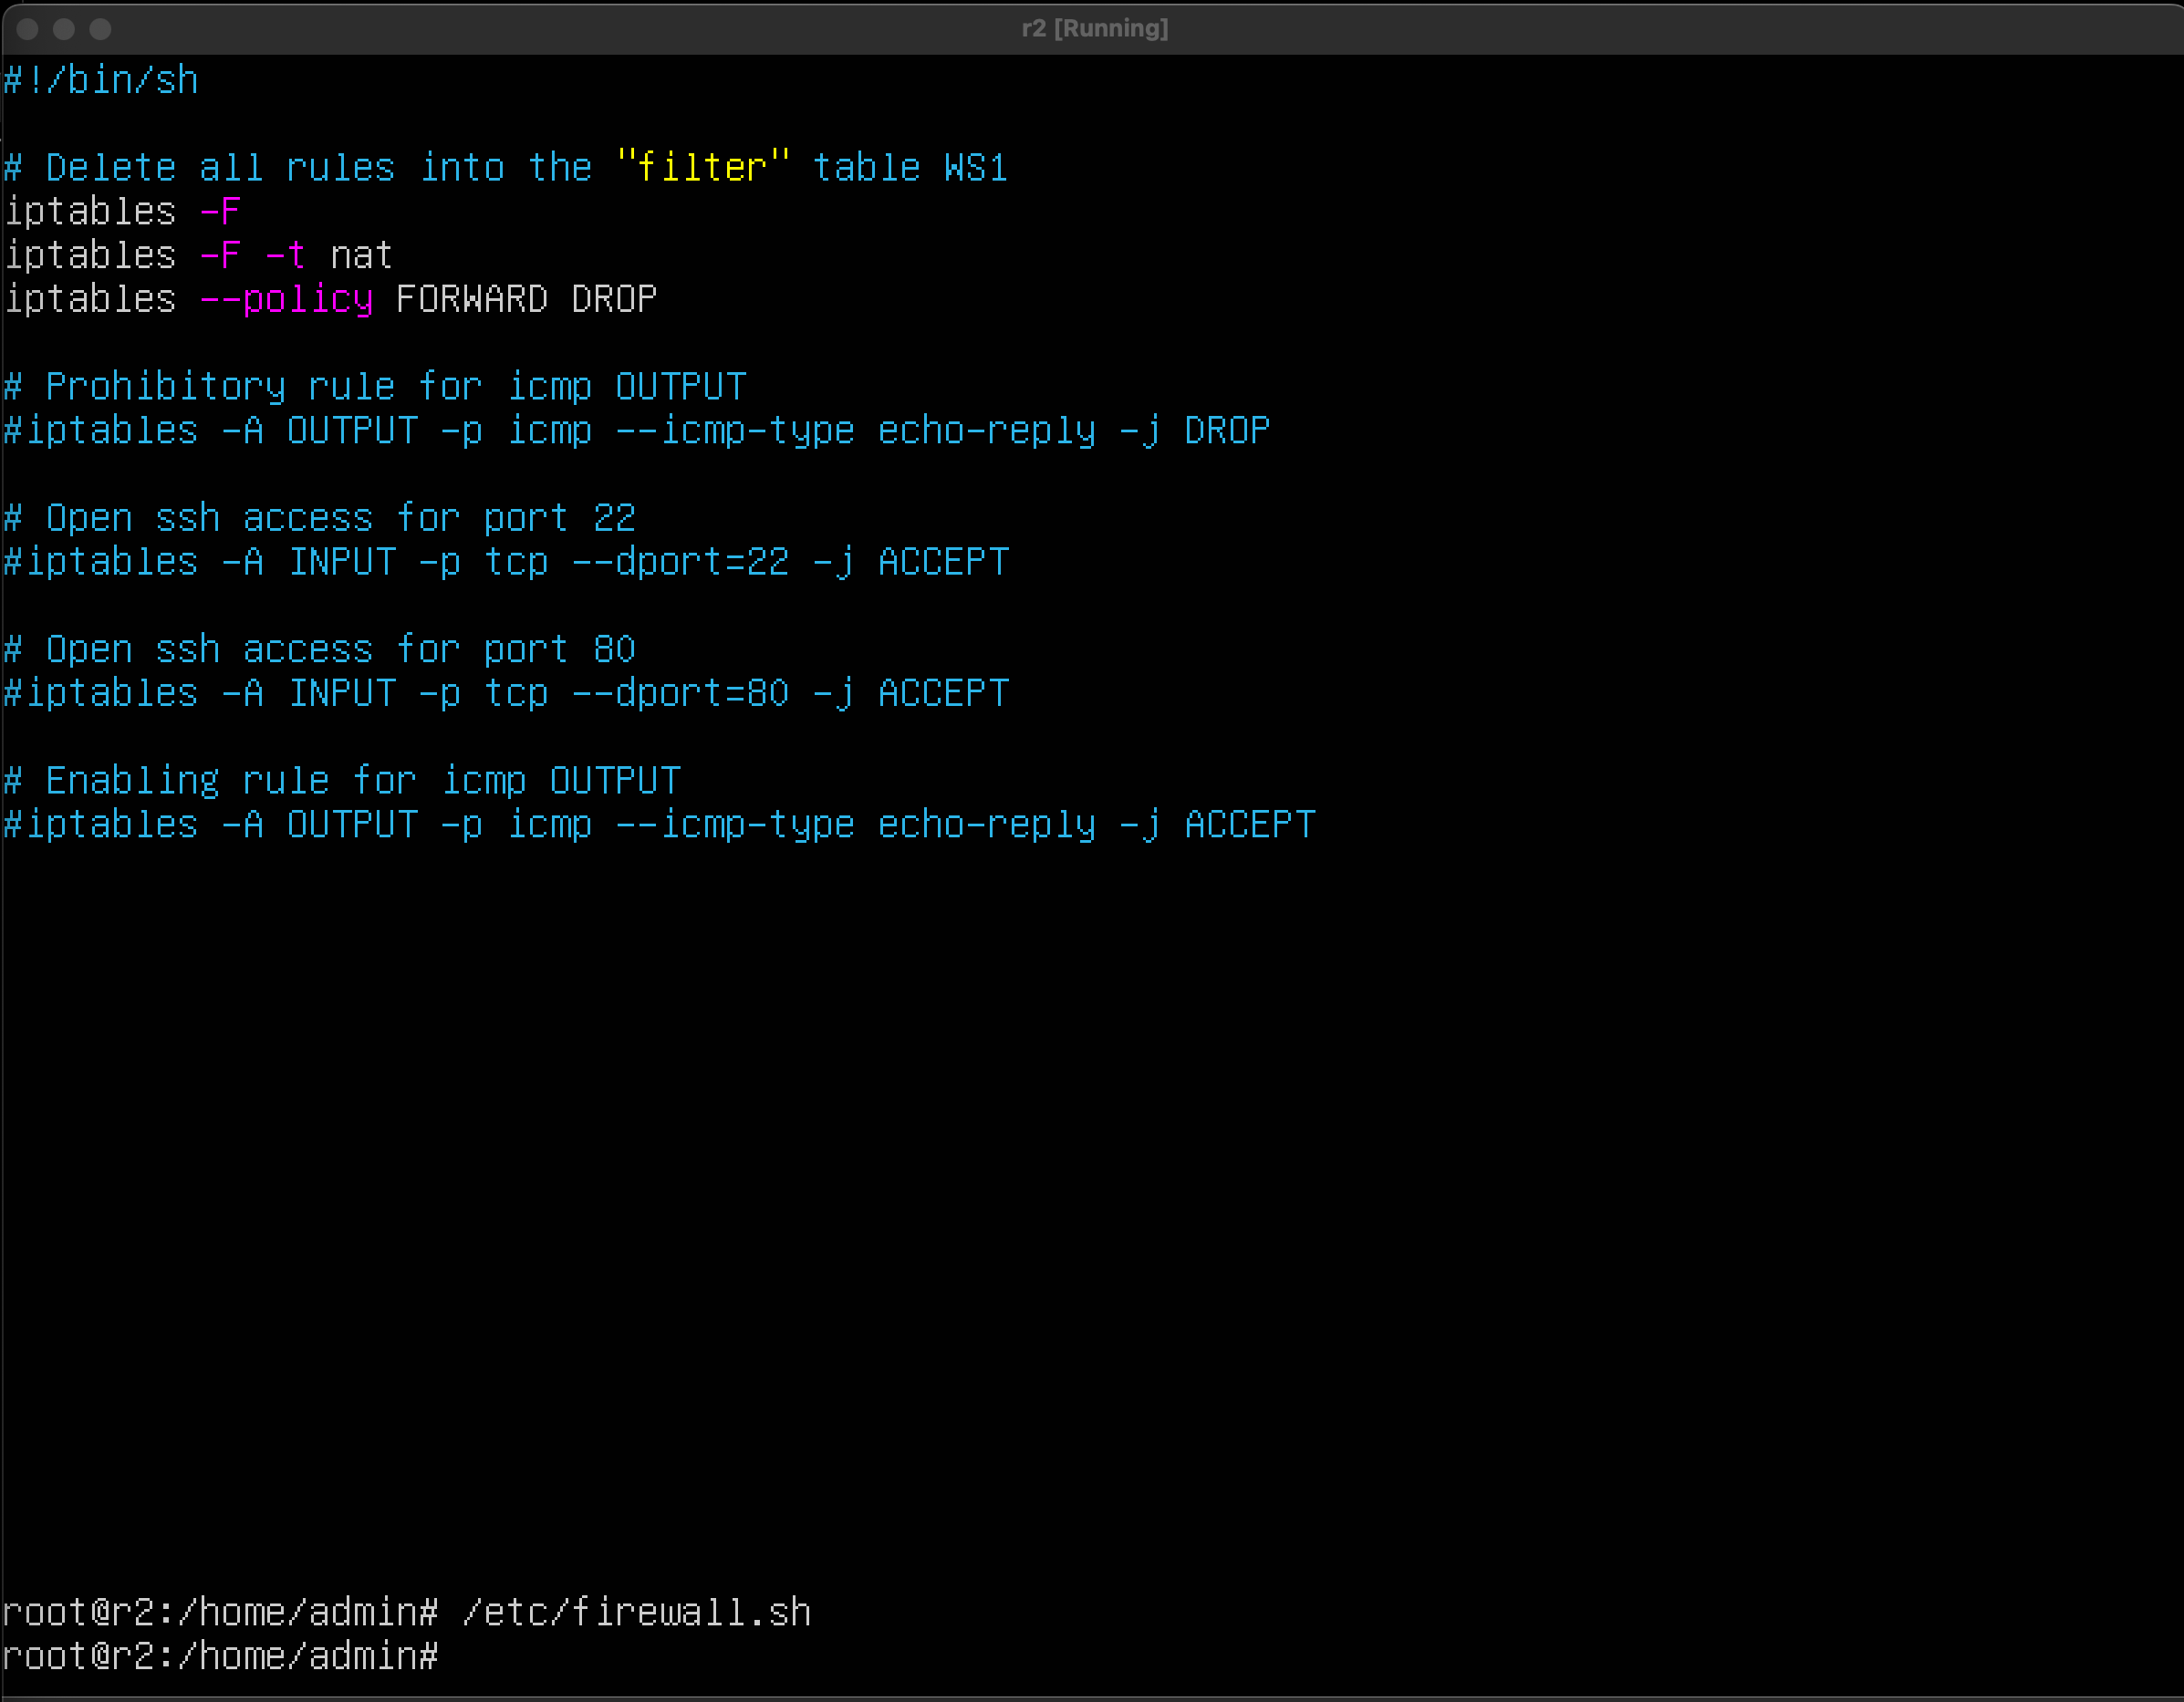 r2 [Running]
#!/bin/sh
# Delete all rules into the "filter" table WS1
iptables -F
iptables -F -t nat
iptables --policy FORWARD DROP
# Prohibitory rule for icmp OUTPUT
#iptables -A OUTPUT -p icmp --icmp-type echo-reply -j DROP
# Open ssh access for port 22
#iptables -A INPUT -p tcp --dport=22 -j ACCEPT
# Open ssh access for port 80
#iptables -A INPUT -p tcp --dport=80 -j ACCEPT
# Enabling rule for icmp OUTPUT
#iptables -A OUTPUT -p icmp --icmp-type echo-reply -j ACCEPT
root@r2:/home/admin# /etc/firewall.sh
root@r2:/home/admin#